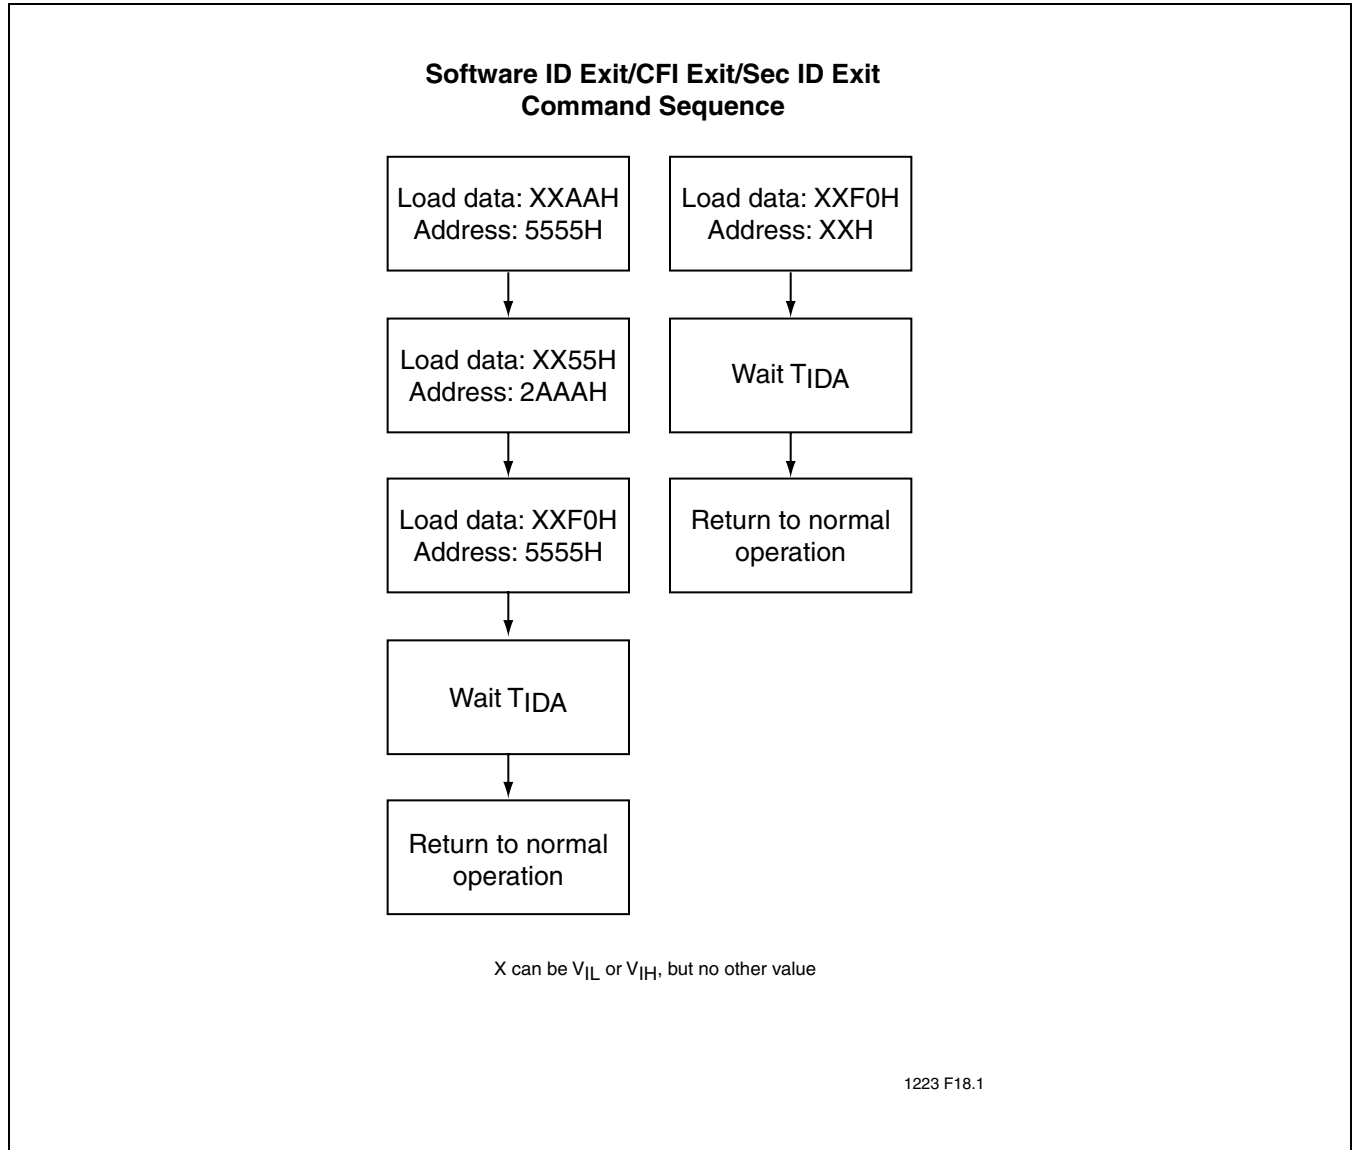 Software ID Exit/CFI Exit/Sec ID Exit
Command Sequence
Load data: XXAAH
Address: 5555H
Load data: XX55H
Address: 2AAAH
Load data: XXF0H
Address: 5555H
Wait TIDA
Return to normal
operation
Load data: XXF0H
Address: XXH
Wait TIDA
Return to normal
operation
X can be VIL or VIH, but no other value
1223 F18.1